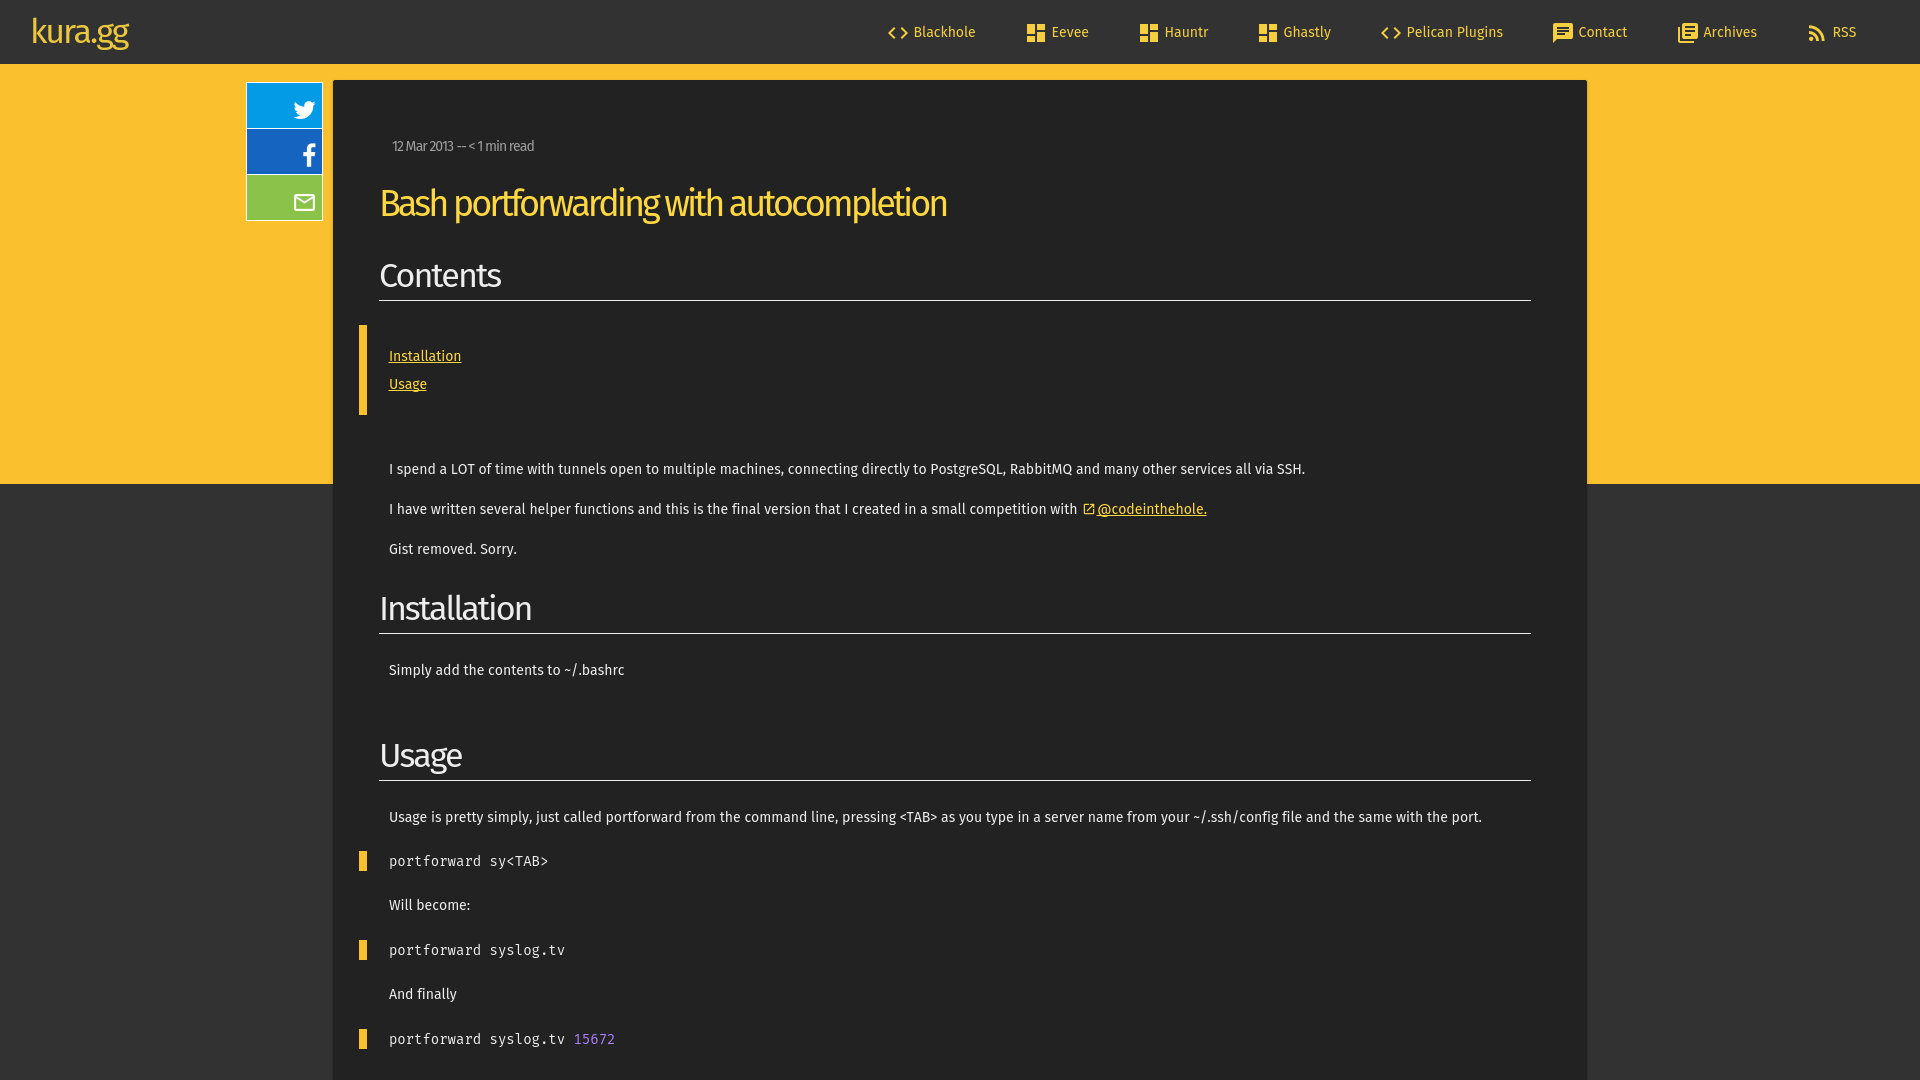 kura.gg
Blackhole
Eevee
Hauntr
Ghastly
Pelican Plugins
Contact
Archives
RSS
12 Mar 2013 -- < 1 min read
Bash portforwarding with autocompletion
Contents
Installation
Usage
I spend a LOT of time with tunnels open to multiple machines, connecting directly to PostgreSQL, RabbitMQ and many other services all via SSH.
I have written several helper functions and this is the final version that I created in a small competition with @codeinthehole.
Gist removed. Sorry.
Installation
Simply add the contents to ~/.bashrc
Usage
Usage is pretty simply, just called portforward from the command line, pressing <TAB> as you type in a server name from your ~/.ssh/config file and the same with the port.
portforward sy<TAB>
Will become:
portforward syslog.tv
And finally
portforward syslog.tv 15672